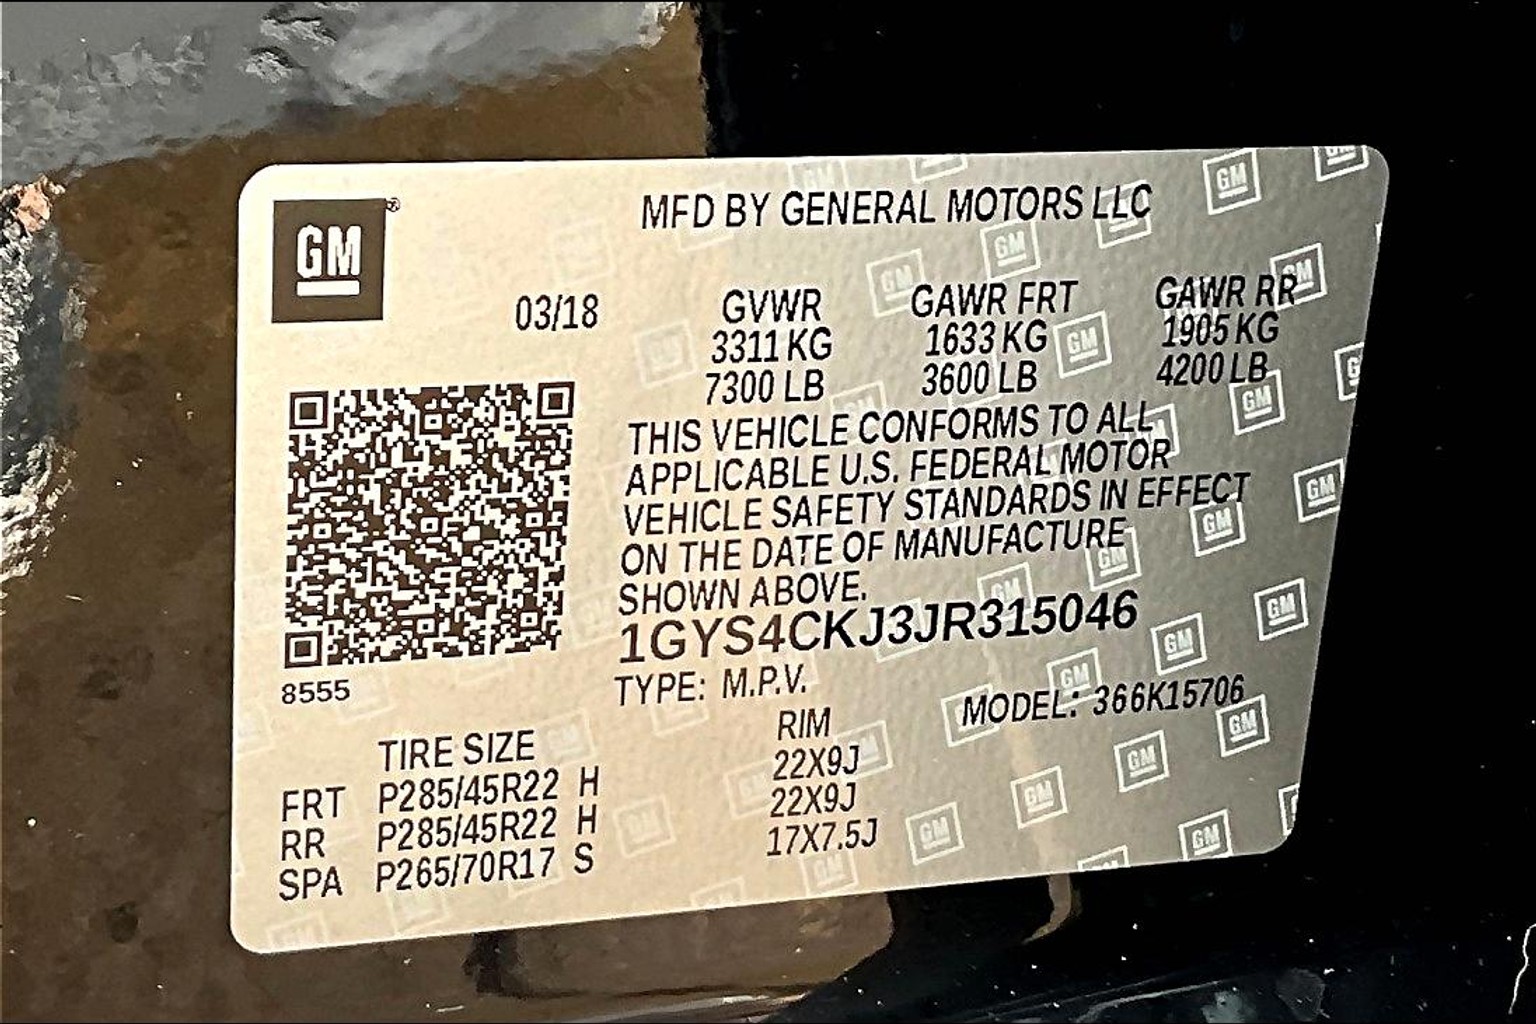 GM
MFD BY GENERAL MOTORS LLC
03/18 GVWR GAWR FRT GAWR RR
3311 KG 1633 KG 1905 KG
7300 LB 3600 LB 4200 LB
THIS VEHICLE CONFORMS TO ALL
APPLICABLE U.S. FEDERAL MOTOR
VEHICLE SAFETY STANDARDS IN EFFECT
ON THE DATE OF MANUFACTURE
SHOWN ABOVE.
1GYS4CKJ3JR315046
8555
TYPE: M.P.V. MODEL: 366K15706
TIRE SIZE RIM
FRT P285/45R22 H 22X9J
RR P285/45R22 H 22X9J
SPA P265/70R17 S 17X7.5J